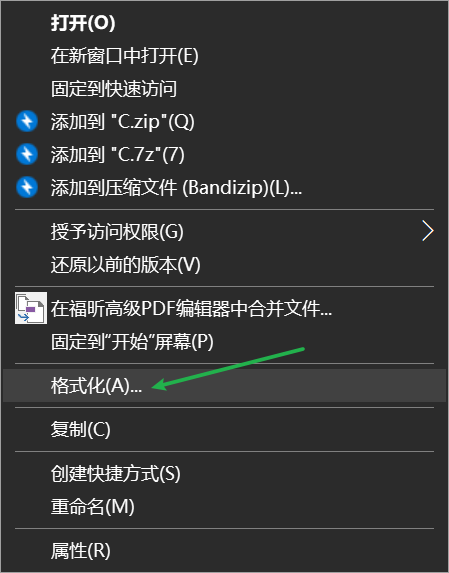 打开(O)
在新窗口中打开(E)
固定到快速访问
添加到 "C.zip"(Q)
添加到 "C.7z"(7)
添加到压缩文件 (Bandizip)(L)...
授予访问权限(G)
还原以前的版本(V)
在福昕高级PDF编辑器中合并文件...
固定到“开始”屏幕(P)
格式化(A)...
复制(C)
创建快捷方式(S)
重命名(M)
属性(R)